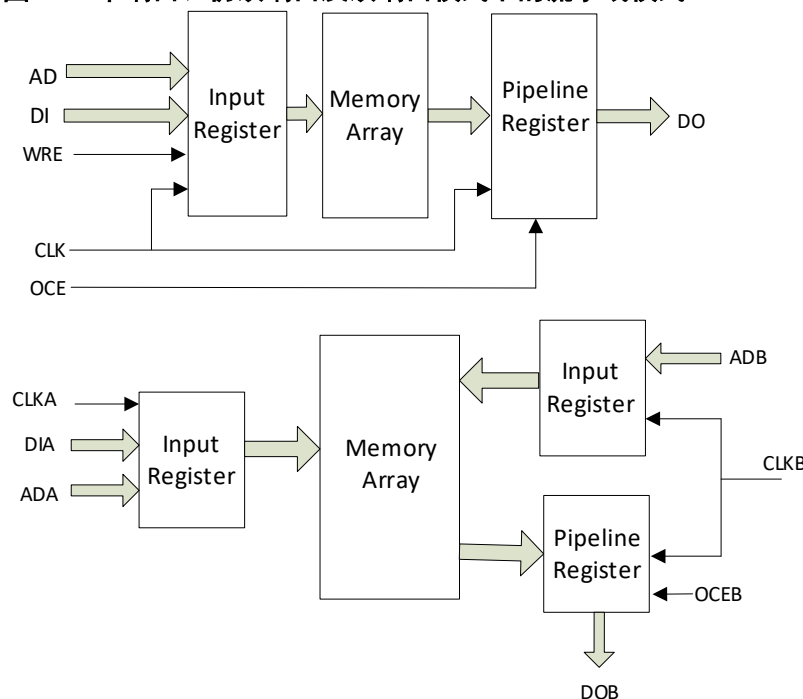 AD
DI
WRE
CLK
OCE
Input
Register
Memory
Array
Pipeline
Register
DO
CLKA
DIA
ADA
Input
Register
Memory
Array
Input
Register
ADB
CLKB
Pipeline
Register
OCEB
DOB